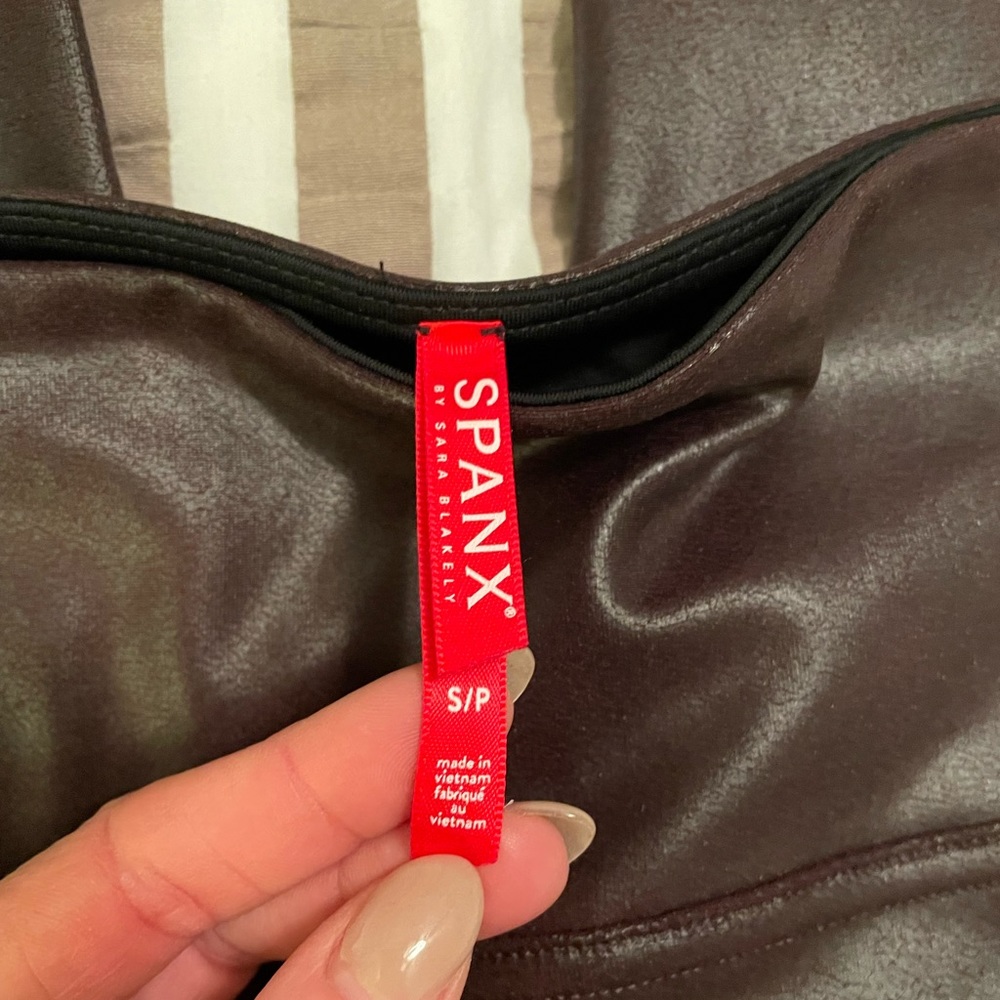 SPANX®
BY SARA BLAKELY
S/P
made in
vietnam
fabriqué
au
vietnam